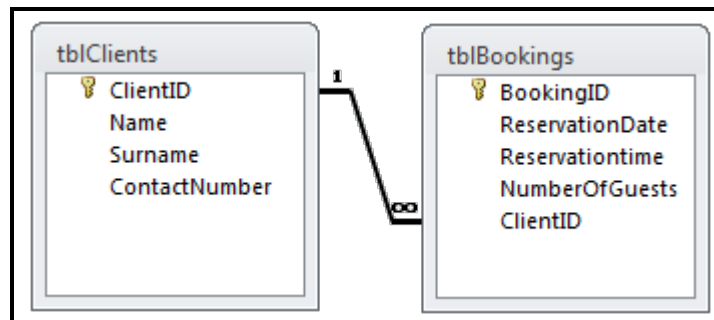 tblClients
ClientID
Name
Surname
ContactNumber
1
∞
tblBookings
BookingID
ReservationDate
Reservationtime
NumberOfGuests
ClientID